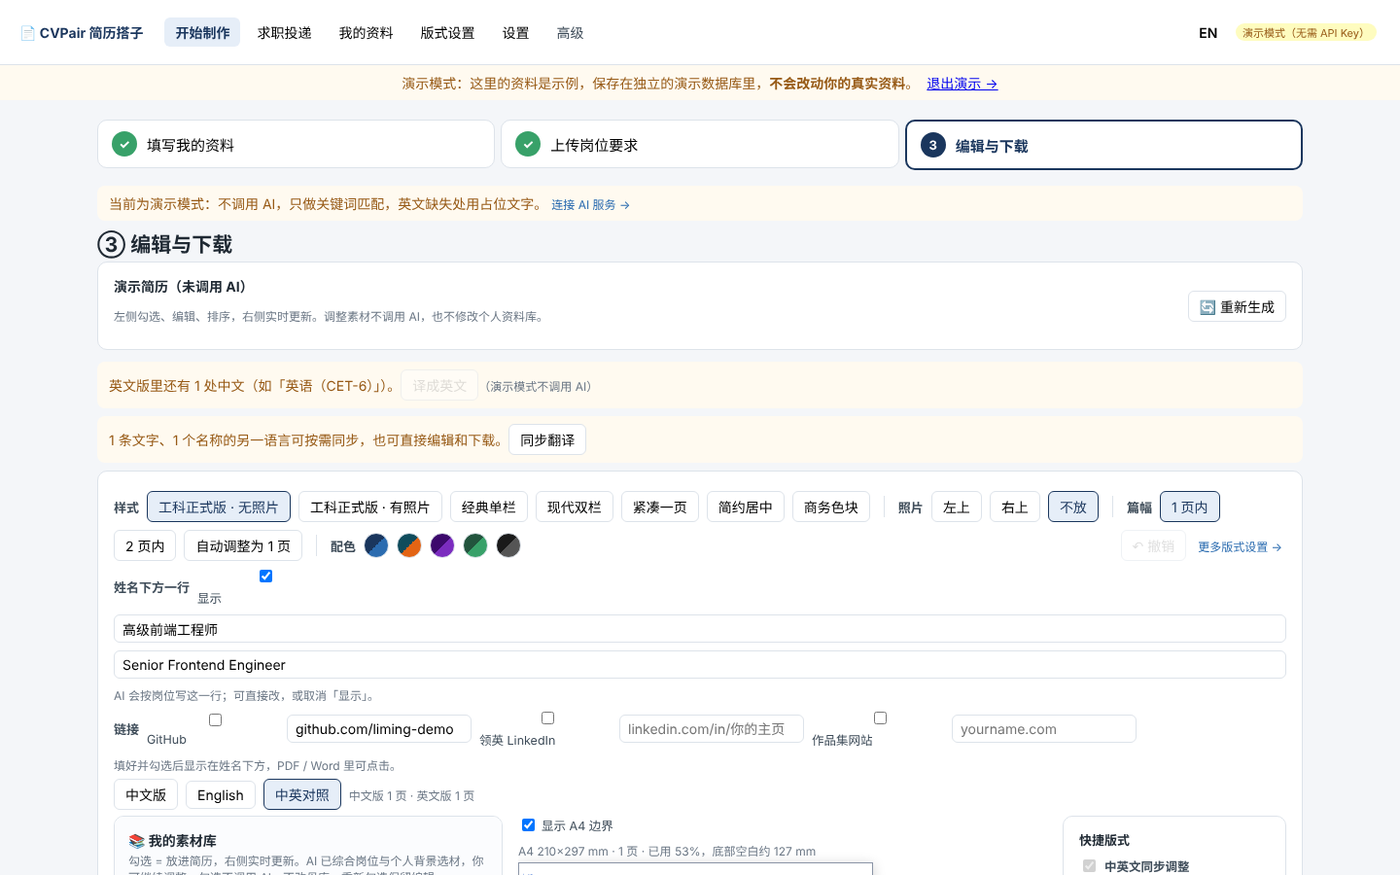 📄 CVPair 简历搭子 开始制作 求职投递 我的资料 版式设置 设置 高级 EN 演示模式（无需 API Key）
演示模式：这里的资料是示例，保存在独立的演示数据库里，不会改动你的真实资料。 退出演示 →
填写我的资料 上传岗位要求 3 编辑与下载
当前为演示模式：不调用 AI，只做关键词匹配，英文缺失处用占位文字。 连接 AI 服务 →
③ 编辑与下载
演示简历（未调用 AI）
左侧勾选、编辑、排序，右侧实时更新。调整素材不调用 AI，也不修改个人资料库。
🔄 重新生成
英文版里还有 1 处中文（如「英语（CET-6）」）。 译成英文 （演示模式不调用 AI）
1 条文字、1 个名称的另一语言可按需同步，也可直接编辑和下载。 同步翻译
样式 工科正式版 · 无照片 工科正式版 · 有照片 经典单栏 现代双栏 紧凑一页 简约居中 商务色块 照片 左上 右上 不放 篇幅 1 页内
2 页内 自动调整为 1 页 配色 ↶ 撤销 更多版式设置 →
姓名下方一行 显示
高级前端工程师
Senior Frontend Engineer
AI 会按岗位写这一行；可直接改，或取消「显示」。
链接 GitHub github.com/liming-demo 领英 LinkedIn linkedin.com/in/你的主页 作品集网站 yourname.com
填好并勾选后显示在姓名下方，PDF / Word 里可点击。
中文版 English 中英对照 中文版 1 页 · 英文版 1 页
📚 我的素材库
勾选 = 放进简历，右侧实时更新。AI 已综合岗位与个人背景选材，你
显示 A4 边界
A4 210×297 mm · 1 页 · 已用 53%，底部空白约 127 mm
快捷版式
中英文同步调整